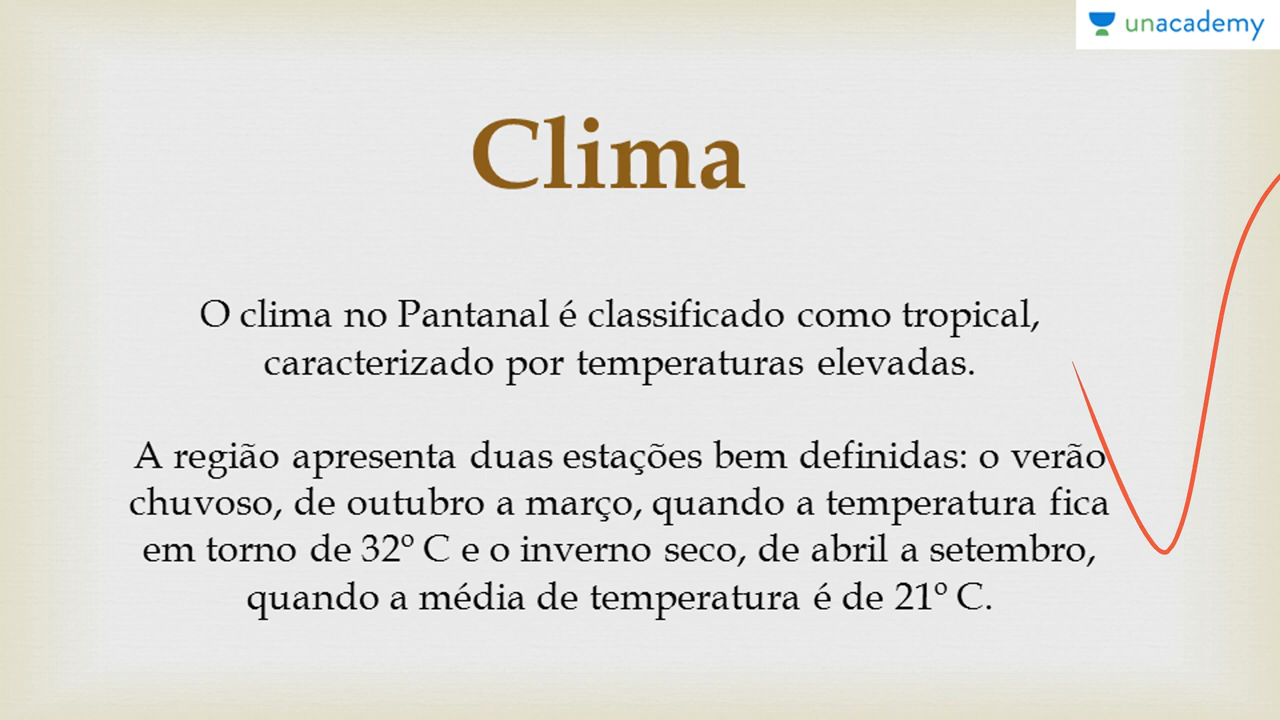 unacademy
Clima
O clima no Pantanal é classificado como tropical,
caracterizado por temperaturas elevadas.
A região apresenta duas estações bem definidas: o verão
chuvoso, de outubro a março, quando a temperatura fica
em torno de 32º C e o inverno seco, de abril a setembro,
quando a média de temperatura é de 21º C.